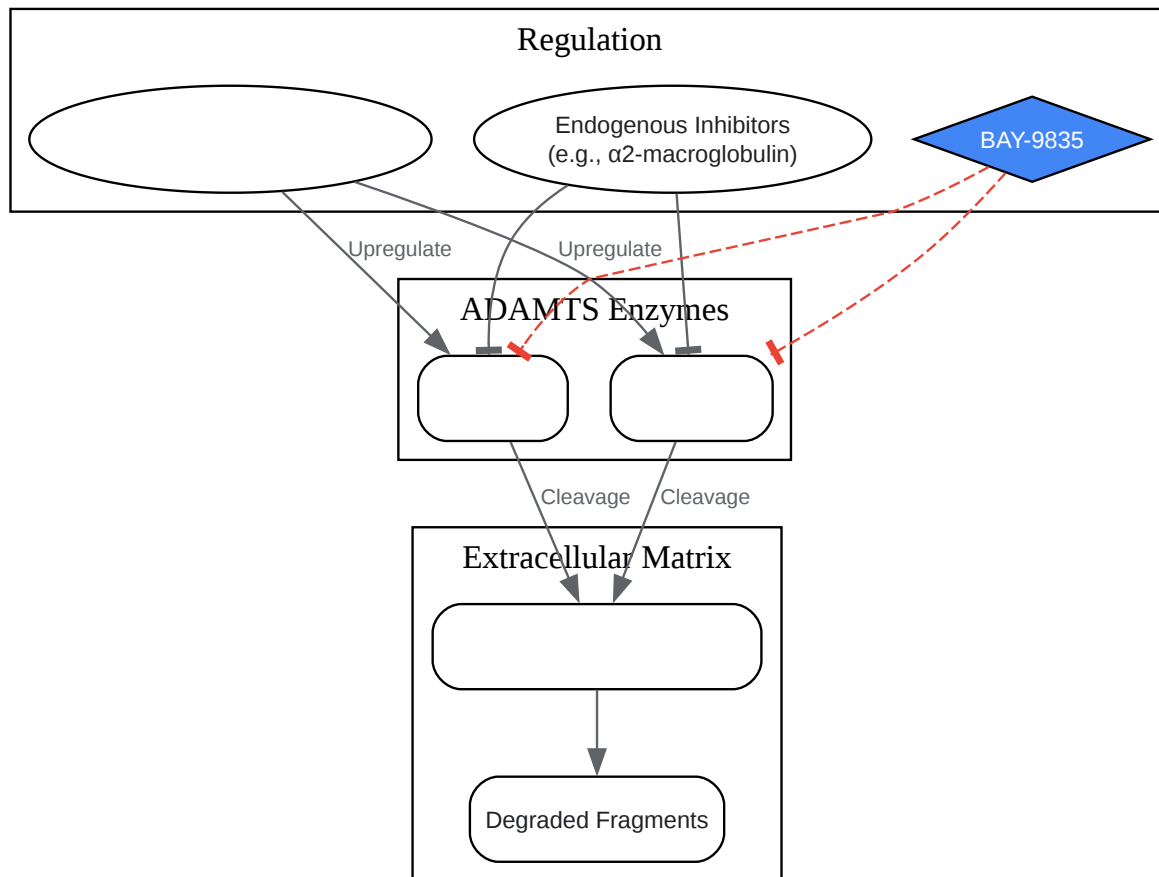 Regulation
Endogenous Inhibitors
(e.g., α2-macroglobulin)
BAY-9835
Upregulate
Upregulate
ADAMTS Enzymes
Cleavage
Cleavage
Extracellular Matrix
Degraded Fragments